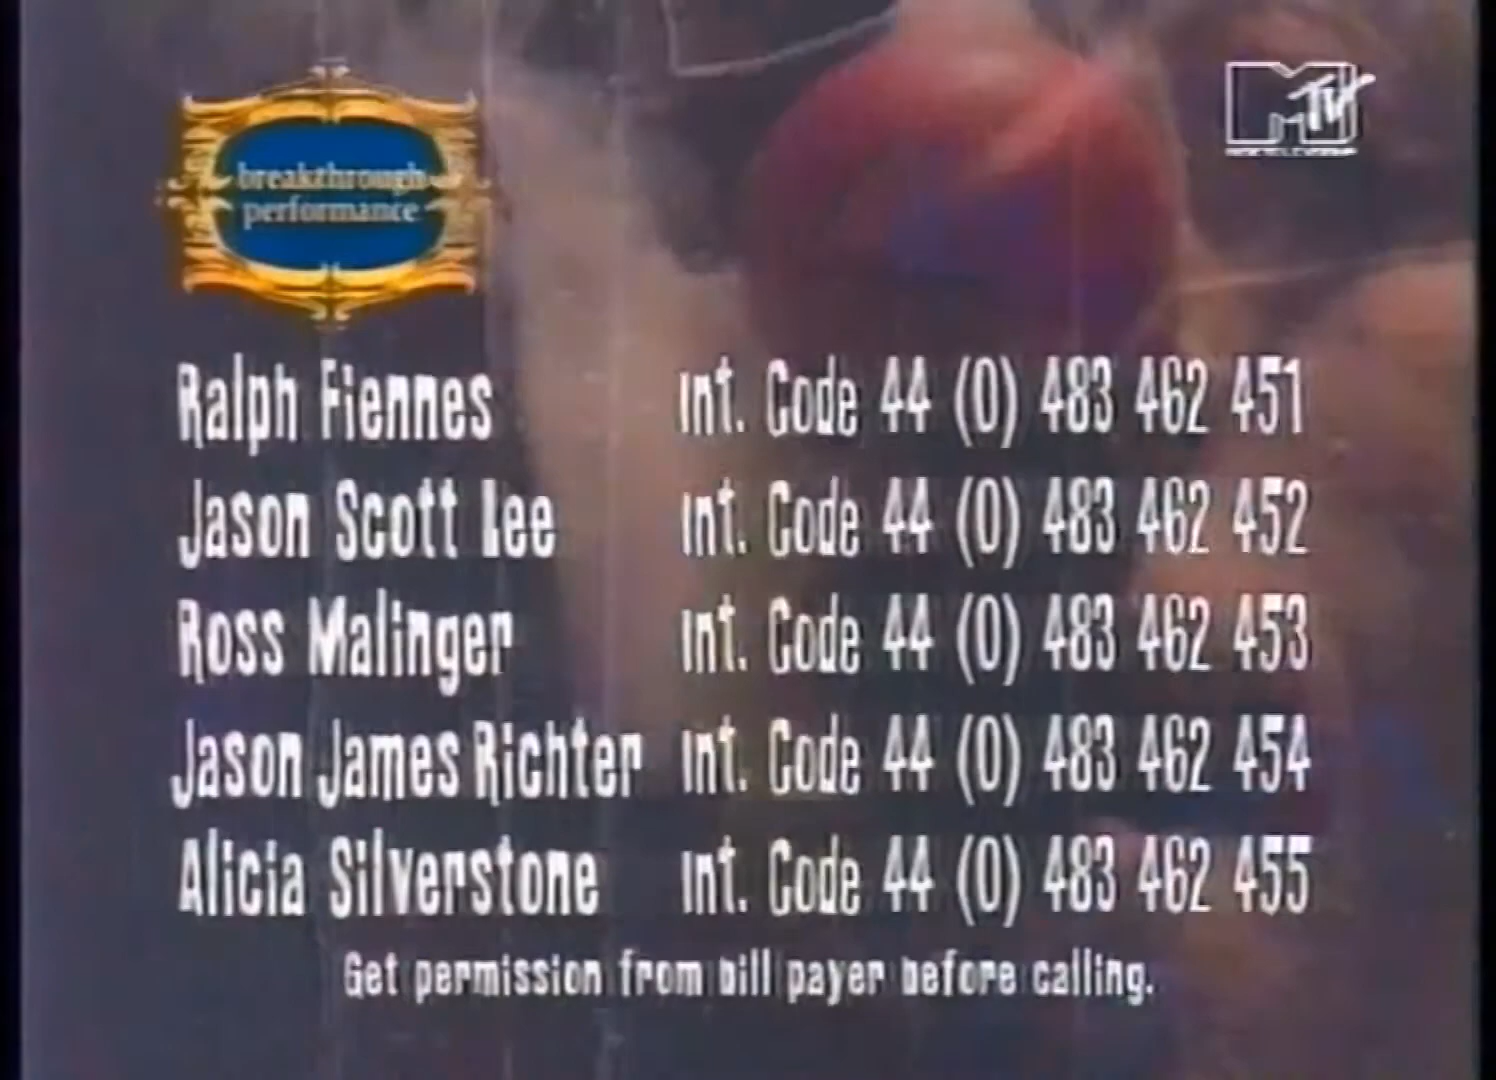 breakthrough
performance
MTV
MUSIC TELEVISION
Ralph Fiennes Int. Code 44 (0) 483 462 451
Jason Scott Lee Int. Code 44 (0) 483 462 452
Ross Malinger Int. Code 44 (0) 483 462 453
Jason James Richter Int. Code 44 (0) 483 462 454
Alicia Silverstone Int. Code 44 (0) 483 462 455
Get permission from bill payer before calling.